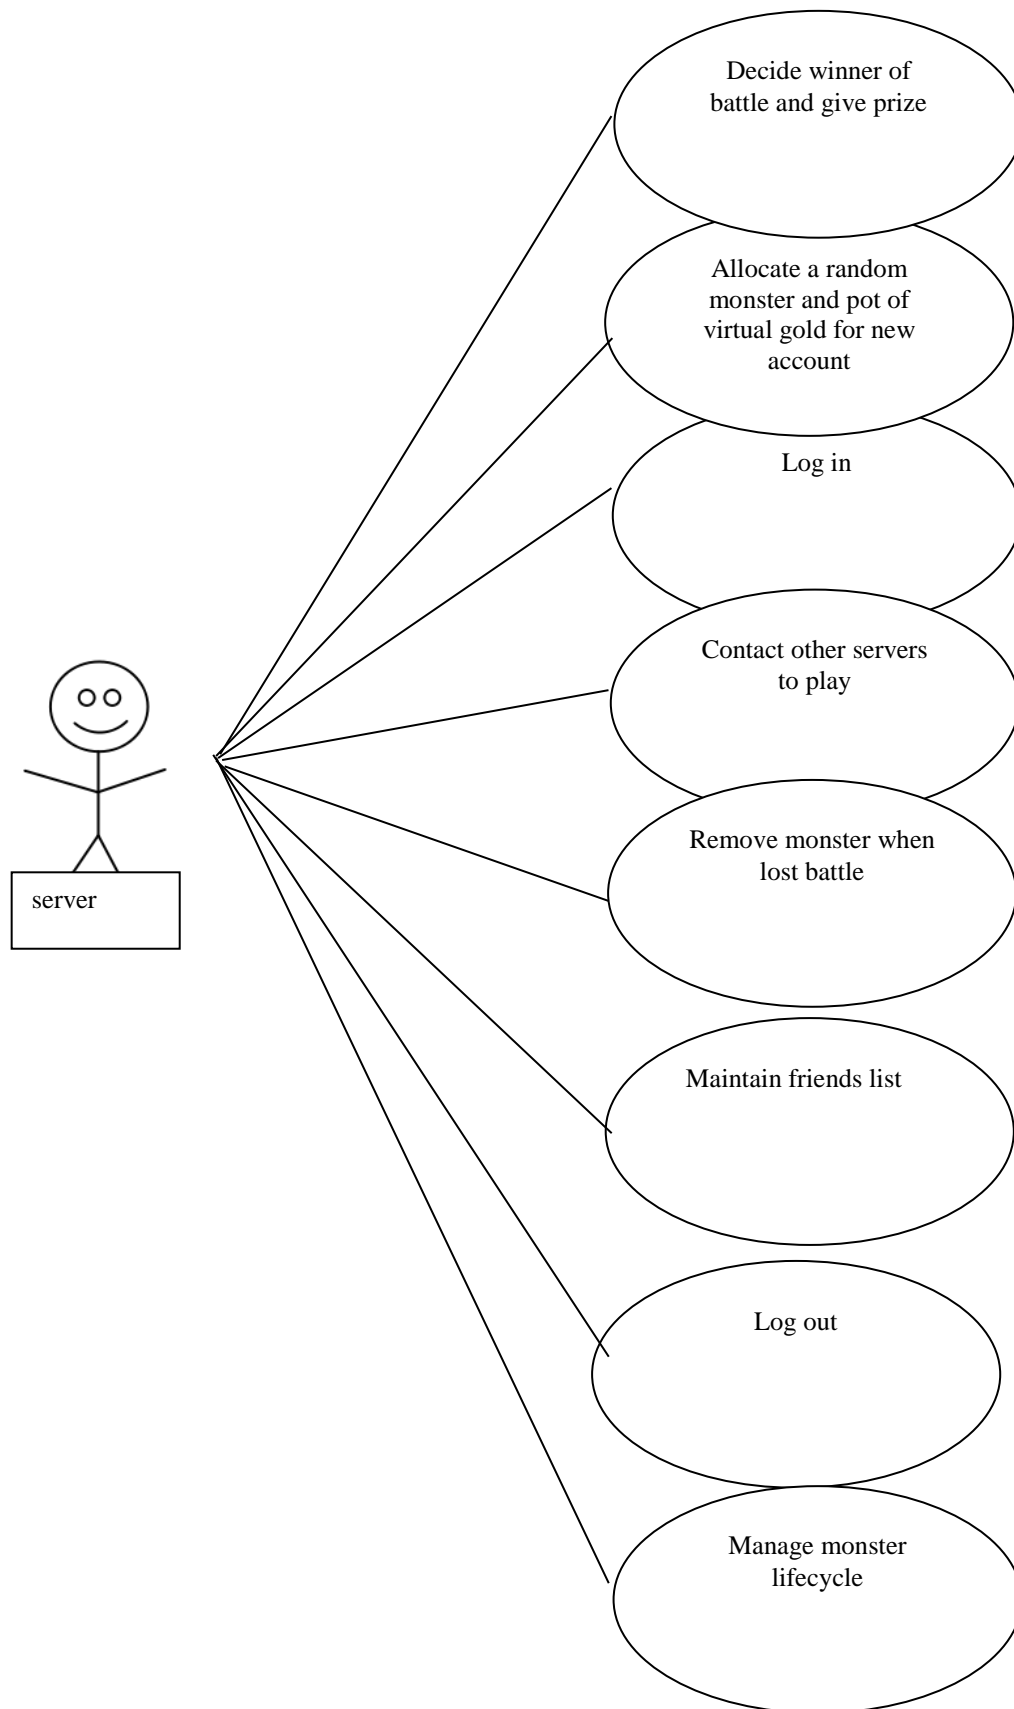 Decide winner of
battle and give prize
Allocate a random
monster and pot of
virtual gold for new
account
Log in
Contact other servers
to play
Remove monster when
lost battle
server
Maintain friends list
Log out
Manage monster
lifecycle